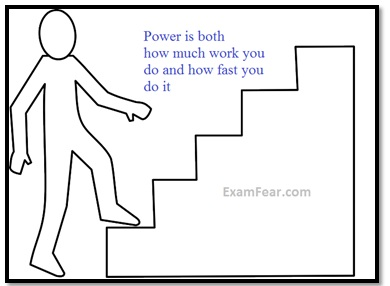 Power is both
how much work you
do and how fast you
do it
ExamFear.com